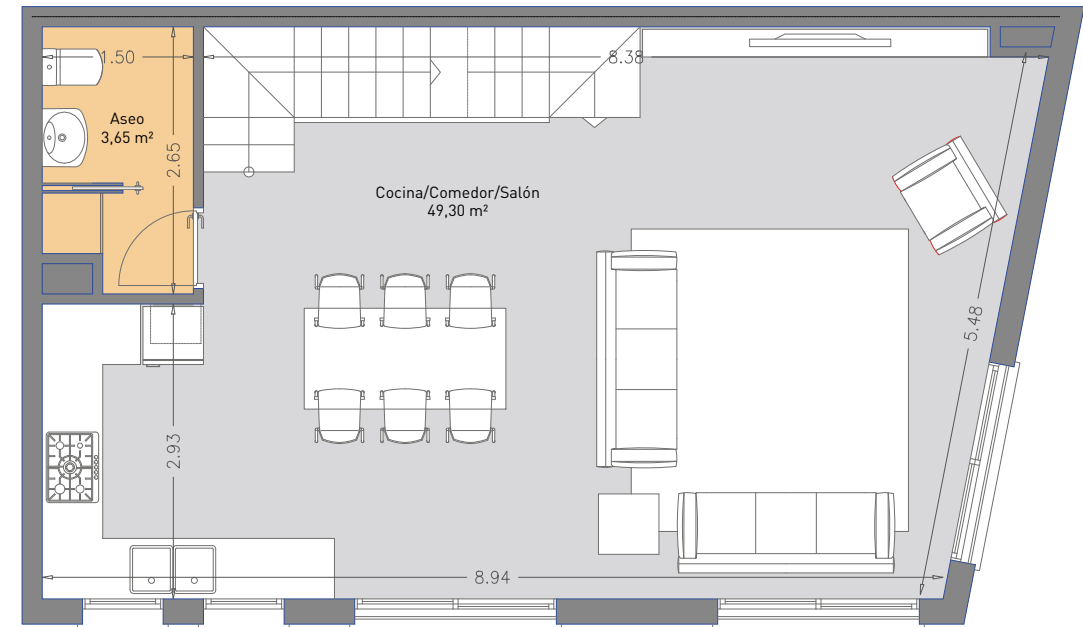 1.50
8.38
Aseo
3,65 m²
2.65
Cocina/Comedor/Salón
49,30 m²
5.48
2.93
8.94